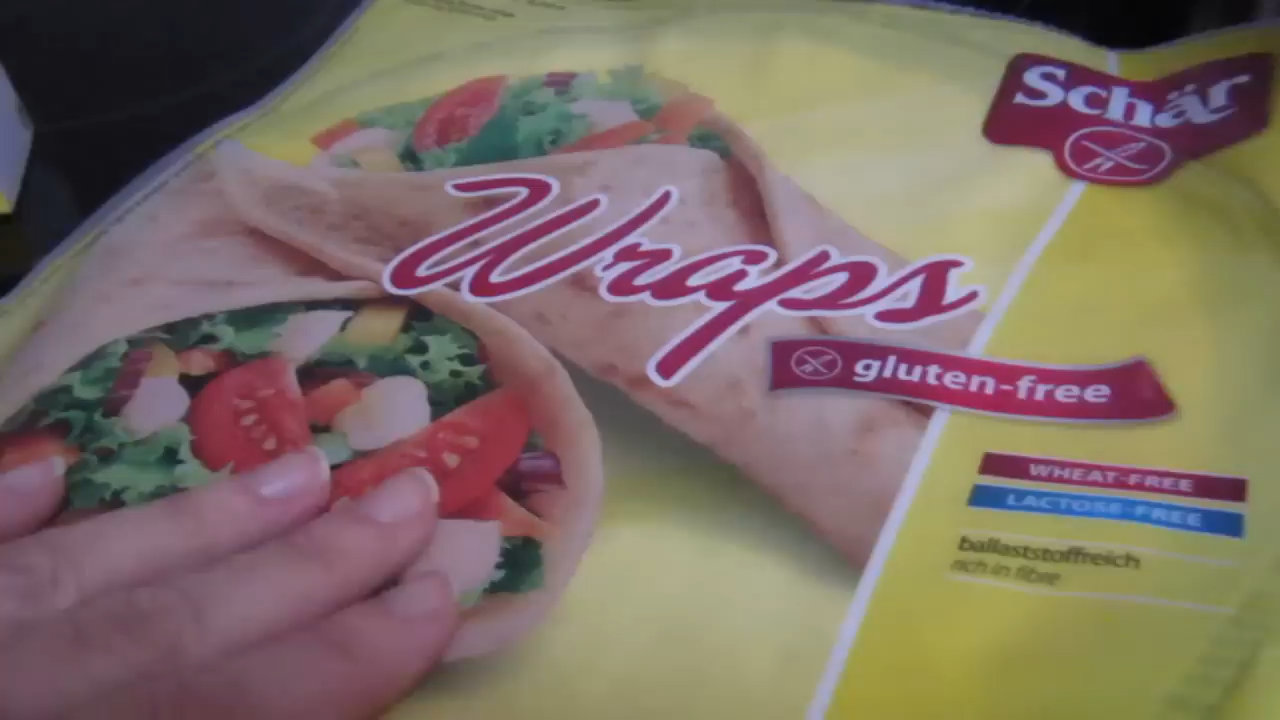 Schär
Wraps
gluten-free
WHEAT-FREE
LACTOSE-FREE
ballaststoffreich
rich in fibre